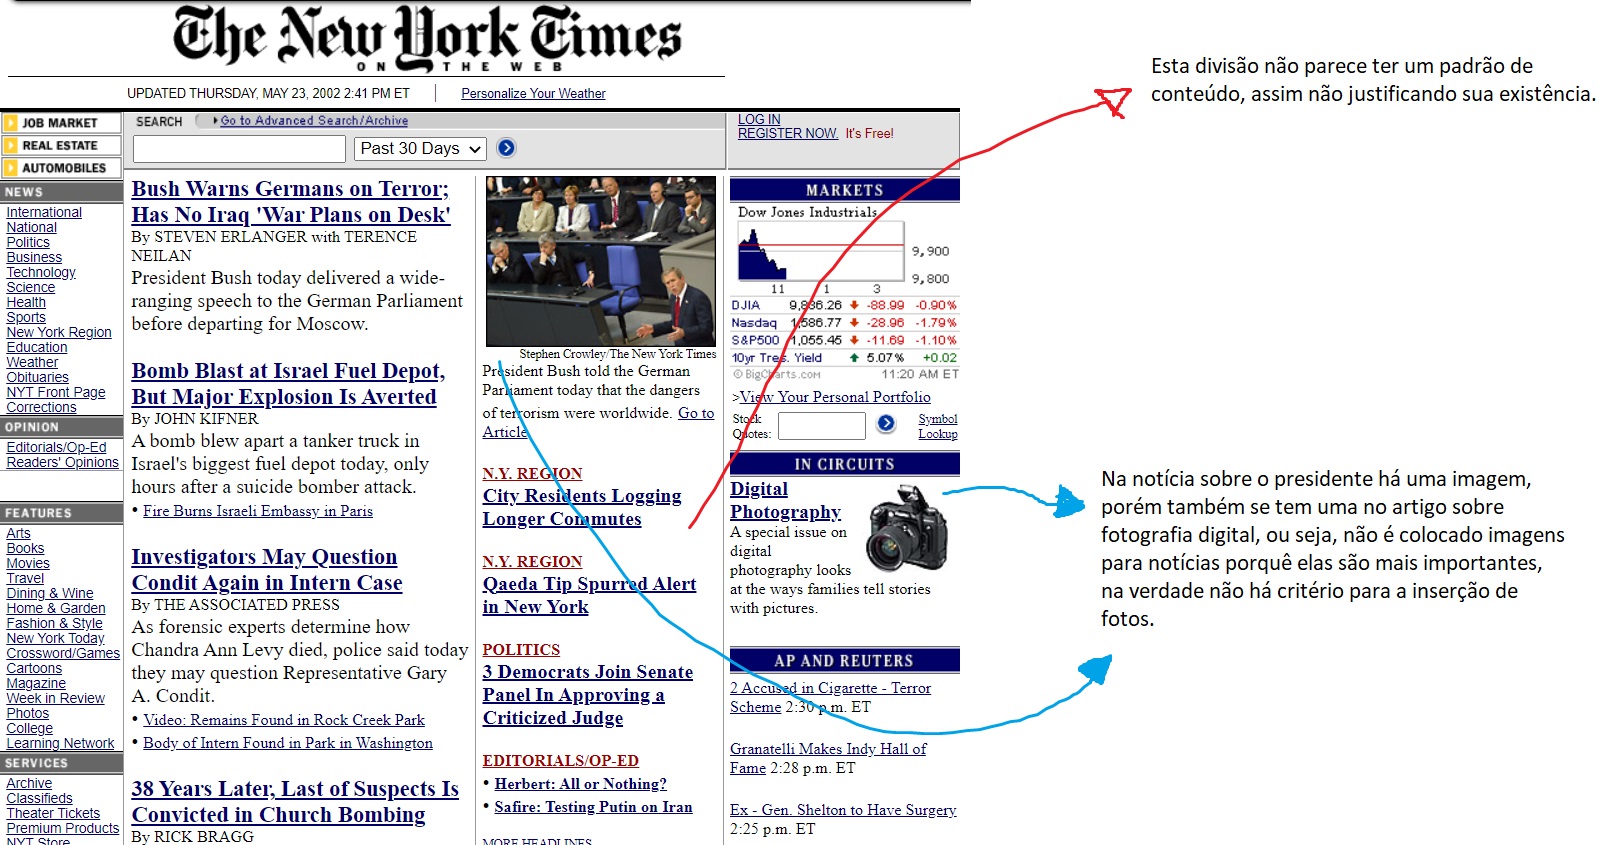 The New York Times
ON THE WEB
UPDATED THURSDAY, MAY 23, 2002 2:41 PM ET | Personalize Your Weather
JOB MARKET
REAL ESTATE
AUTOMOBILES
NEWS
International
National
Politics
Business
Technology
Science
Health
Sports
New York Region
Education
Weather
Obituaries
NYT Front Page
Corrections
OPINION
Editorials/Op-Ed
Readers' Opinions
FEATURES
Arts
Books
Movies
Travel
Dining & Wine
Home & Garden
Fashion & Style
New York Today
Crossword/Games
Cartoons
Magazine
Week in Review
Photos
College
Learning Network
SERVICES
Archive
Classifieds
Theater Tickets
Premium Products
NYT Store
SEARCH Go to Advanced Search/Archive
Past 30 Days
LOG IN
REGISTER NOW. It's Free!
Bush Warns Germans on Terror;
Has No Iraq 'War Plans on Desk'
By STEVEN ERLANGER with TERENCE
NEILAN
President Bush today delivered a wide-
ranging speech to the German Parliament
before departing for Moscow.
Bomb Blast at Israel Fuel Depot,
But Major Explosion Is Averted
By JOHN KIFNER
A bomb blew apart a tanker truck in
Israel's biggest fuel depot today, only
hours after a suicide bomber attack.
• Fire Burns Israeli Embassy in Paris
Investigators May Question
Condit Again in Intern Case
By THE ASSOCIATED PRESS
As forensic experts determine how
Chandra Ann Levy died, police said today
they may question Representative Gary
A. Condit.
• Video: Remains Found in Rock Creek Park
• Body of Intern Found in Park in Washington
38 Years Later, Last of Suspects Is
Convicted in Church Bombing
By RICK BRAGG
Stephen Crowley/The New York Times
President Bush told the German
Parliament today that the dangers
of terrorism were worldwide. Go to
Article
N.Y. REGION
City Residents Logging
Longer Commutes
N.Y. REGION
Qaeda Tip Spurred Alert
in New York
POLITICS
3 Democrats Join Senate
Panel In Approving a
Criticized Judge
EDITORIALS/OP-ED
• Herbert: All or Nothing?
• Safire: Testing Putin on Iran
MORE HEADLINES
MARKETS
Dow Jones Industrials
9,900
9,800
11 1 3
DJIA 9,836.26 -88.99 -0.90%
Nasdaq 1,586.77 -28.96 -1.79%
S&P500 1,055.45 -11.69 -1.10%
10yr Tres. Yield 5.07% +0.02
© BigCharts.com 11:20 AM ET
>View Your Personal Portfolio
Stock
Quotes:
Symbol
Lookup
IN CIRCUITS
Digital
Photography
A special issue on
digital
photography looks
at the ways families tell stories
with pictures.
AP AND REUTERS
2 Accused in Cigarette - Terror
Scheme 2:30 p.m. ET
Granatelli Makes Indy Hall of
Fame 2:28 p.m. ET
Ex - Gen. Shelton to Have Surgery
2:25 p.m. ET
Esta divisão não parece ter um padrão de
conteúdo, assim não justificando sua existência.
Na notícia sobre o presidente há uma imagem,
porém também se tem uma no artigo sobre
fotografia digital, ou seja, não é colocado imagens
para notícias porquê elas são mais importantes,
na verdade não há critério para a inserção de
fotos.